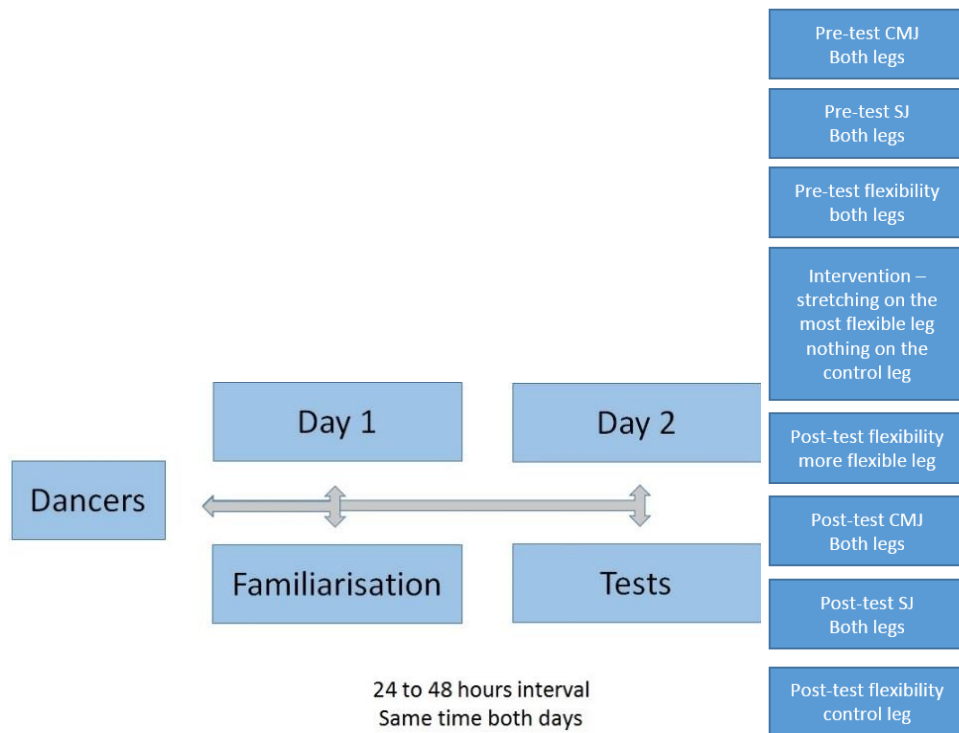 Dancers
Day 1
Familiarisation
Day 2
Tests
24 to 48 hours interval
Same time both days
Pre-test CMJ
Both legs
Pre-test SJ
Both legs
Pre-test flexibility
both legs
Intervention –
stretching on the
most flexible leg
nothing on the
control leg
Post-test flexibility
more flexible leg
Post-test CMJ
Both legs
Post-test SJ
Both legs
Post-test flexibility
control leg